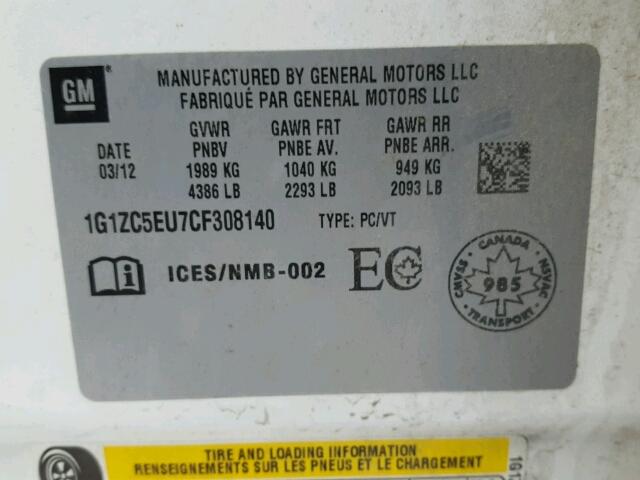 GM
MANUFACTURED BY GENERAL MOTORS LLC
FABRIQUÉ PAR GENERAL MOTORS LLC
GVWR GAWR FRT GAWR RR
DATE PNBV PNBE AV. PNBE ARR.
03/12 1989 KG 1040 KG 949 KG
4386 LB 2293 LB 2093 LB
1G1ZC5EU7CF308140 TYPE: PC/VT
ICES/NMB-002 EC
CANADA
CMVSS 985 NSVAC
TRANSPORT
TIRE AND LOADING INFORMATION
RENSEIGNEMENTS SUR LES PNEUS ET LE CHARGEMENT